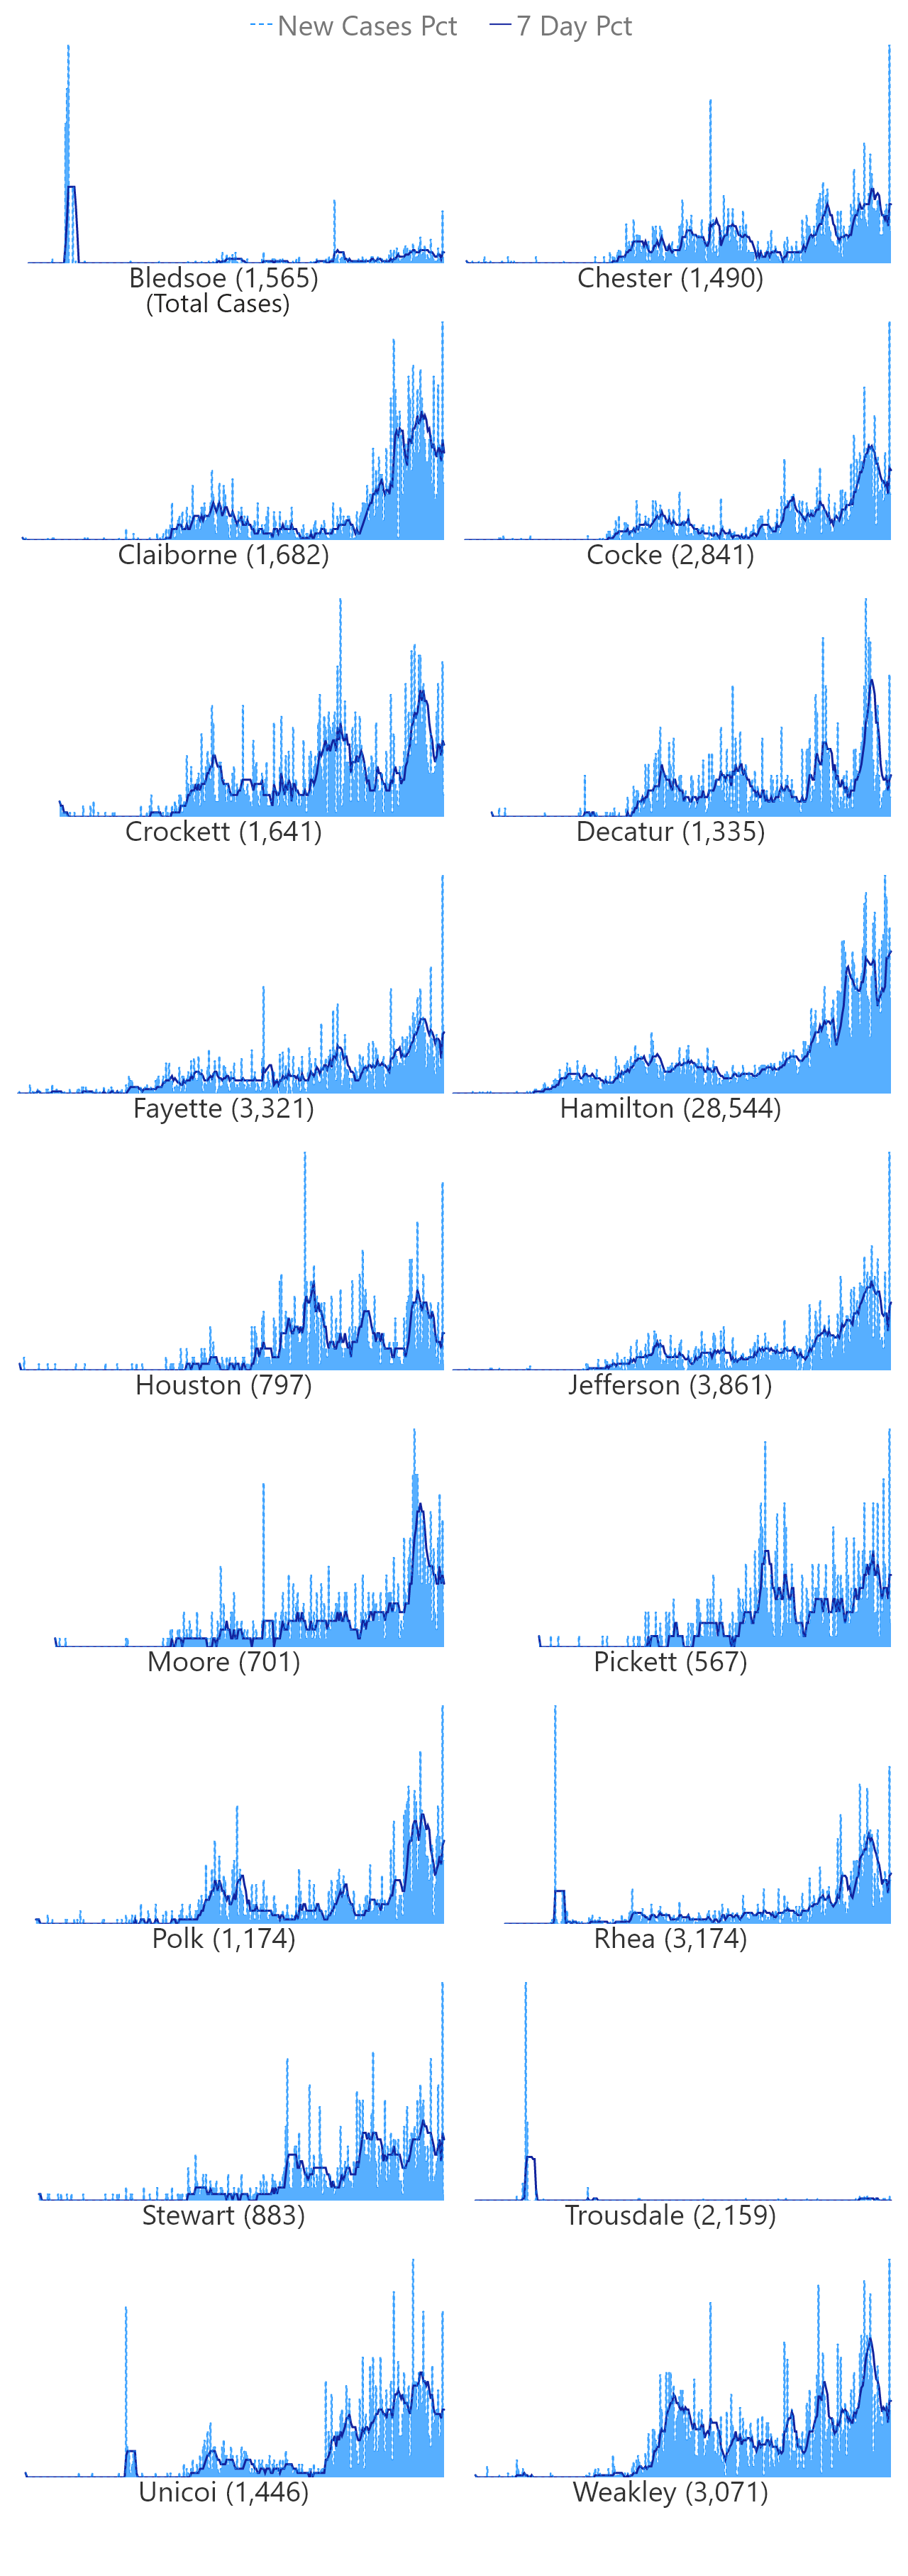 New Cases Pct 7 Day Pct
Bledsoe (1,565) Chester (1,490)
(Total Cases)
Claiborne (1,682) Cocke (2,841)
Crockett (1,641) Decatur (1,335)
Fayette (3,321) Hamilton (28,544)
Houston (797) Jefferson (3,861)
Moore (701) Pickett (567)
Polk (1,174) Rhea (3,174)
Stewart (883) Trousdale (2,159)
Unicoi (1,446) Weakley (3,071)